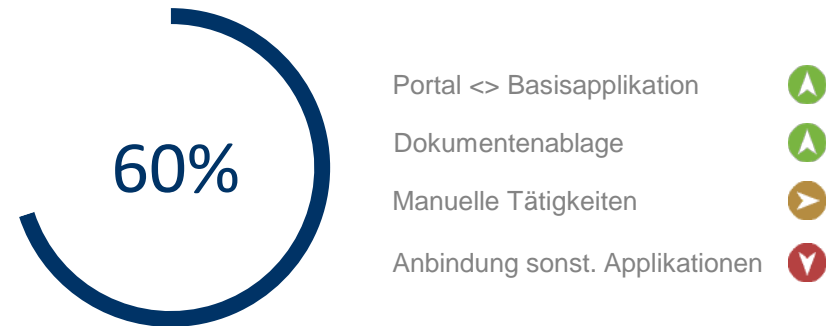 60%
Portal <> Basisapplikation
Dokumentenablage
Manuelle Tätigkeiten
Anbindung sonst. Applikationen